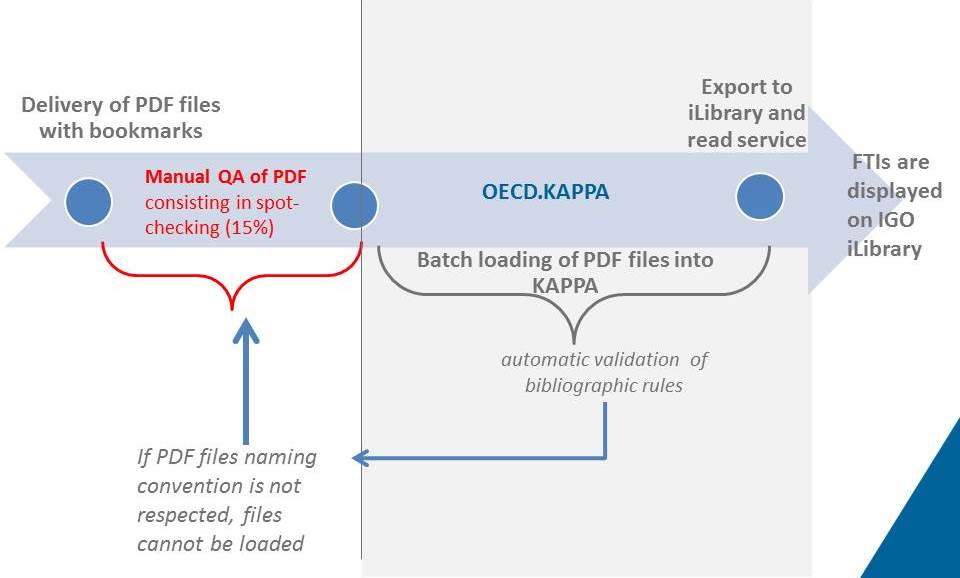 Delivery of PDF files
with bookmarks
Manual QA of PDF
consisting in spot-
checking (15%)
OECD.KAPPA
Export to
iLibrary and
read service
FTIs are
displayed
on IGO
iLibrary
Batch loading of PDF files into
KAPPA
automatic validation of
bibliographic rules
If PDF files naming
convention is not
respected, files
cannot be loaded